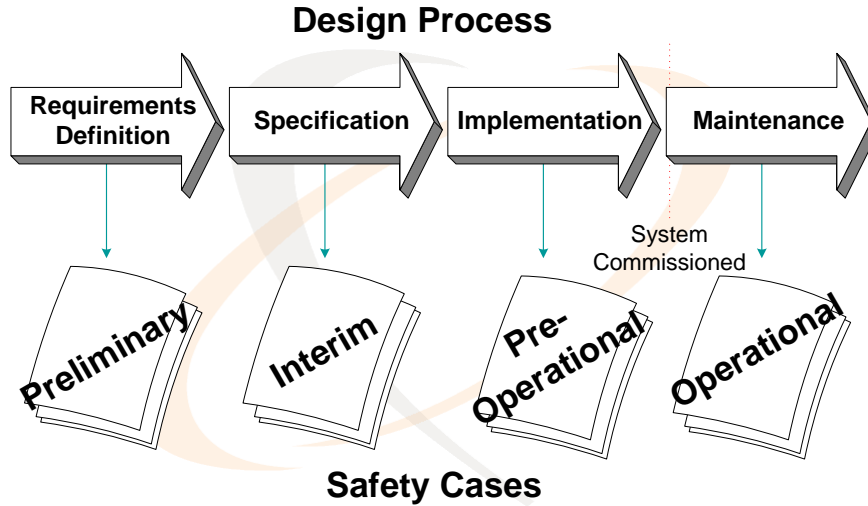 Design Process
Requirements
Definition
Specification
Implementation
Maintenance
System
Commissioned
Preliminary
Interim
Pre-
Operational
Operational
Safety Cases